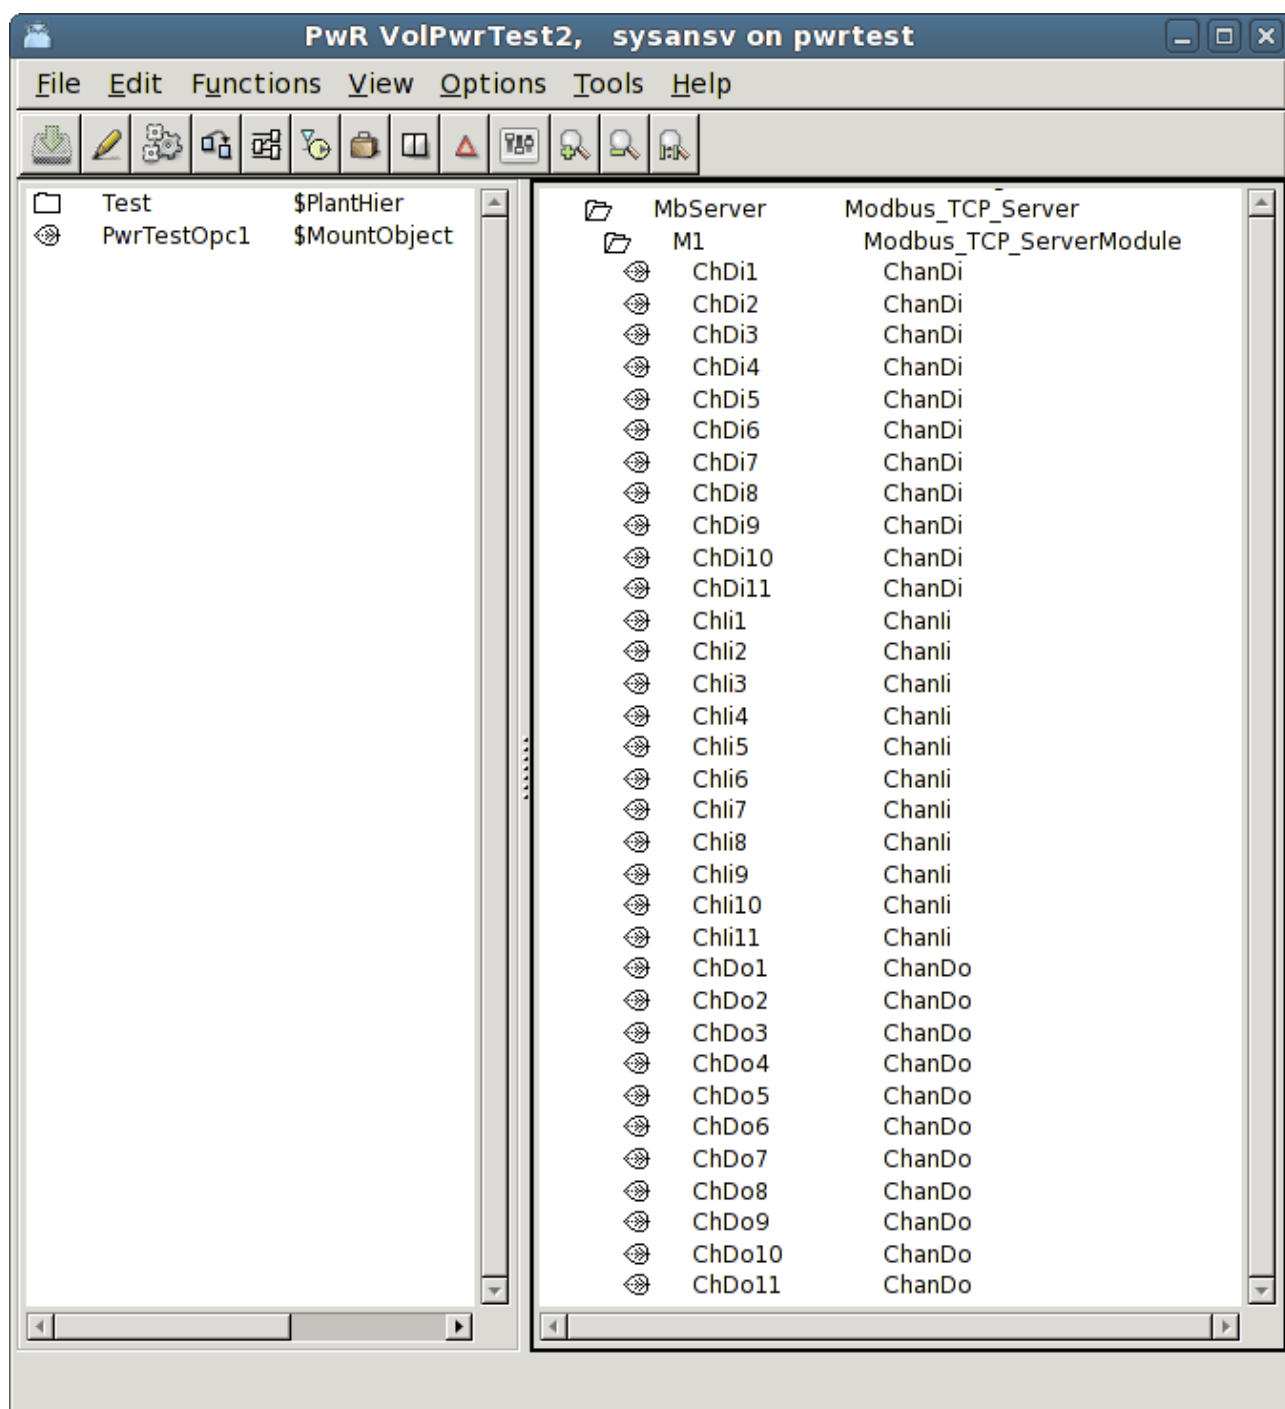 PwR VolPwrTest2, sysansv on pwrtest
File Edit Functions View Options Tools Help
Test $PlantHier
PwrTestOpc1 $MountObject
MbServer Modbus_TCP_Server
M1 Modbus_TCP_ServerModule
ChDi1 ChanDi
ChDi2 ChanDi
ChDi3 ChanDi
ChDi4 ChanDi
ChDi5 ChanDi
ChDi6 ChanDi
ChDi7 ChanDi
ChDi8 ChanDi
ChDi9 ChanDi
ChDi10 ChanDi
ChDi11 ChanDi
ChIi1 ChanIi
ChIi2 ChanIi
ChIi3 ChanIi
ChIi4 ChanIi
ChIi5 ChanIi
ChIi6 ChanIi
ChIi7 ChanIi
ChIi8 ChanIi
ChIi9 ChanIi
ChIi10 ChanIi
ChIi11 ChanIi
ChDo1 ChanDo
ChDo2 ChanDo
ChDo3 ChanDo
ChDo4 ChanDo
ChDo5 ChanDo
ChDo6 ChanDo
ChDo7 ChanDo
ChDo8 ChanDo
ChDo9 ChanDo
ChDo10 ChanDo
ChDo11 ChanDo